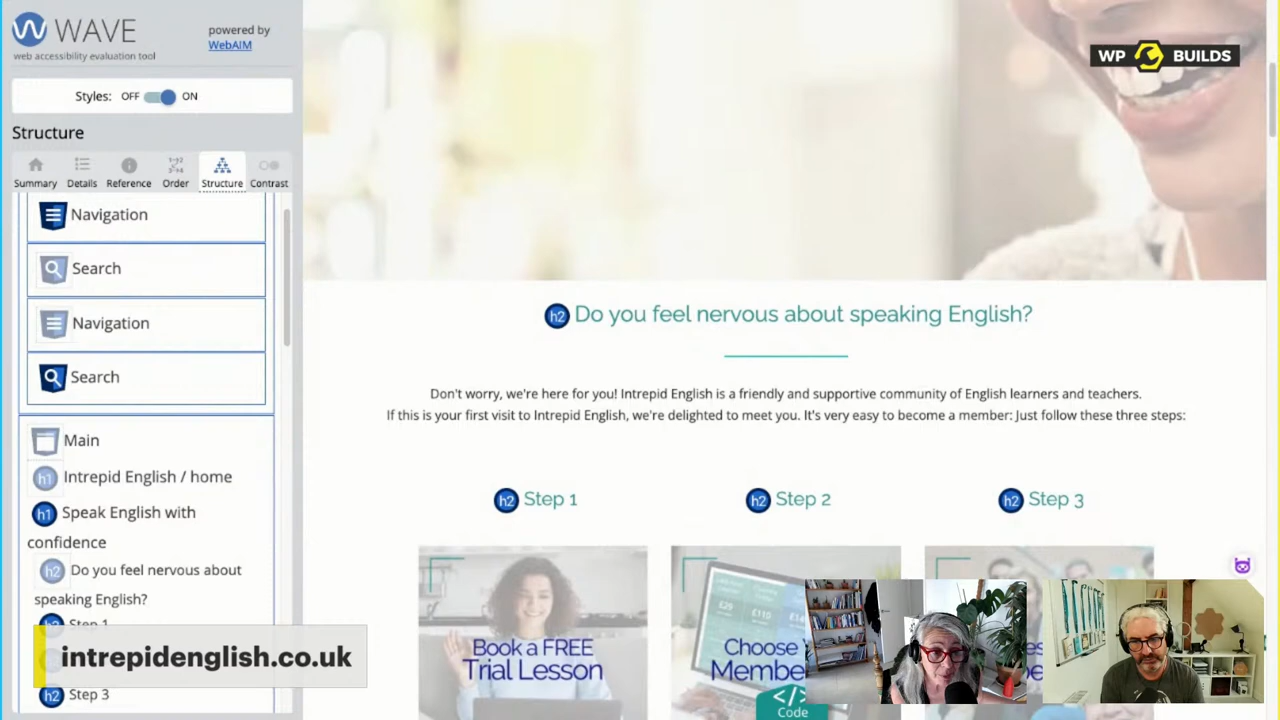 WAVE
web accessibility evaluation tool
powered by
WebAIM
Styles: OFF ON
Structure
Summary Details Reference Order Structure Contrast
Navigation
Search
Navigation
Search
Main
h1 Intrepid English / home
h1 Speak English with
confidence
h2 Do you feel nervous about
speaking English?
Step 1
h2 Step 3
intrepidenglish.co.uk
WP BUILDS
h2 Do you feel nervous about speaking English?
Don't worry, we're here for you! Intrepid English is a friendly and supportive community of English learners and teachers.
If this is your first visit to Intrepid English, we're delighted to meet you. It's very easy to become a member: Just follow these three steps:
h2 Step 1
h2 Step 2
h2 Step 3
Book a FREE
Trial Lesson
Choose
Membe
</>
Code